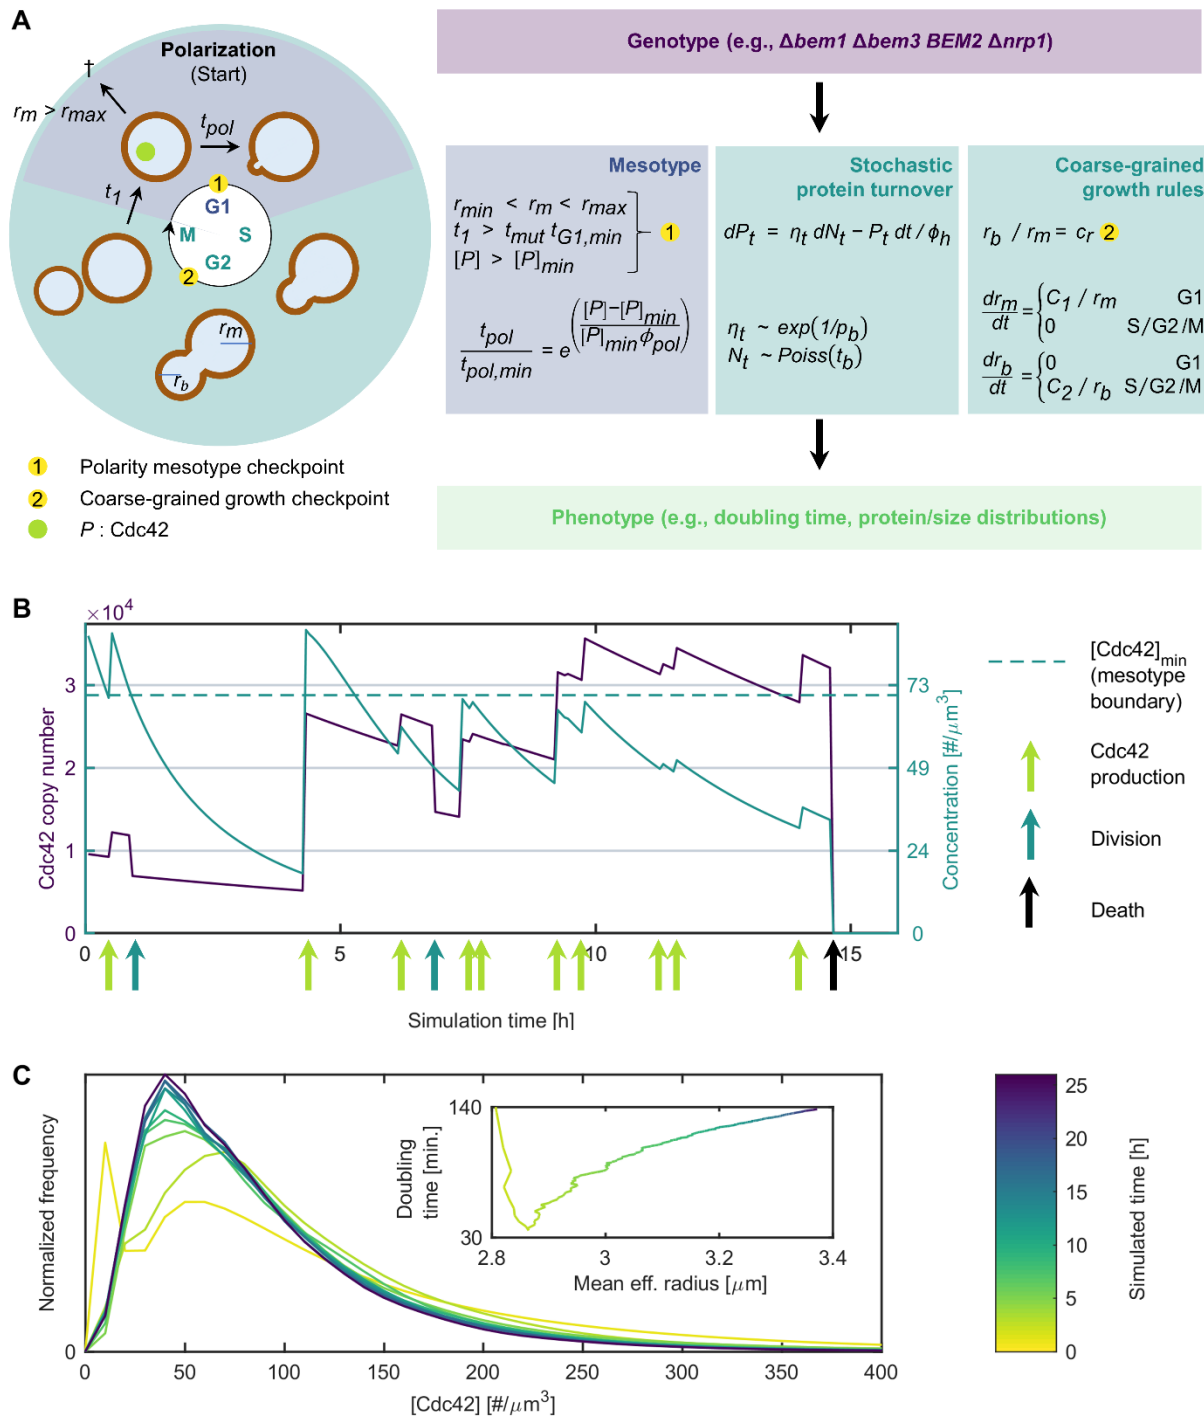 A
Polarization
(Start)
†
r_m > r_max
t_pol
t_1
1
G1
M
S
G2
2
r_m
r_b
1 Polarity mesotype checkpoint
2 Coarse-grained growth checkpoint
P : Cdc42
Genotype (e.g., Δbem1 Δbem3 BEM2 Δnrp1)
Mesotype
r_min < r_m < r_max
t_1 > t_mut t_G1,min
[P] > [P]_min
1
t_pol / t_pol,min = e^(([P]−[P]_min) / ([P]_min ϕ_pol))
Stochastic
protein turnover
dP_t = η_t dN_t − P_t dt / ϕ_h
η_t ~ exp(1/p_b)
N_t ~ Poiss(t_b)
Coarse-grained
growth rules
r_b / r_m = c_r 2
dr_m/dt = { C_1 / r_m G1
0 S/G2/M
dr_b/dt = { 0 G1
C_2 / r_b S/G2/M
Phenotype (e.g., doubling time, protein/size distributions)
B
×10^4
3
2
1
0
Cdc42 copy number
73
49
24
0
Concentration [#/μm^3]
0 5 10 15
Simulation time [h]
[Cdc42]_min
(mesotype
boundary)
Cdc42
production
Division
Death
C
Normalized frequency
0
0 50 100 150 200 250 300 350 400
[Cdc42] [#/μm^3]
Doubling
time [min.]
140
30
2.8 3 3.2 3.4
Mean eff. radius [μm]
25
20
15
10
5
0
Simulated time [h]